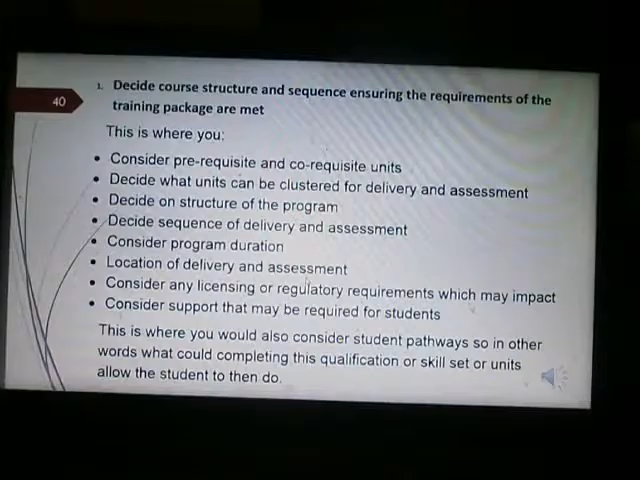 40
1. Decide course structure and sequence ensuring the requirements of the
training package are met
This is where you:
• Consider pre-requisite and co-requisite units
• Decide what units can be clustered for delivery and assessment
• Decide on structure of the program
• Decide sequence of delivery and assessment
• Consider program duration
• Location of delivery and assessment
• Consider any licensing or regulatory requirements which may impact
• Consider support that may be required for students
This is where you would also consider student pathways so in other
words what could completing this qualification or skill set or units
allow the student to then do.